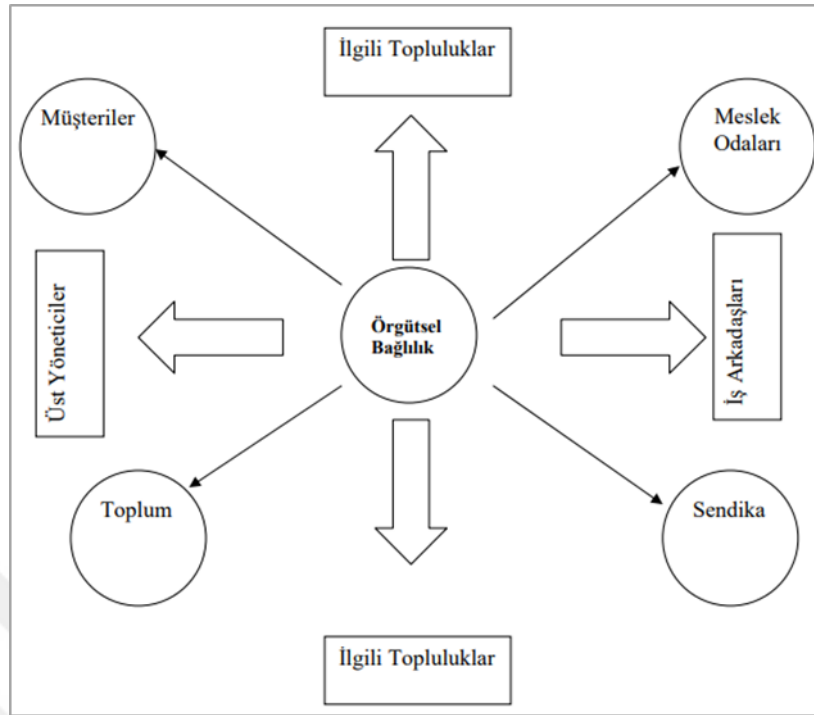 İlgili Topluluklar
Müşteriler
Meslek
Odaları
Üst Yöneticiler
Örgütsel
Bağlılık
İş Arkadaşları
Toplum
Sendika
İlgili Topluluklar